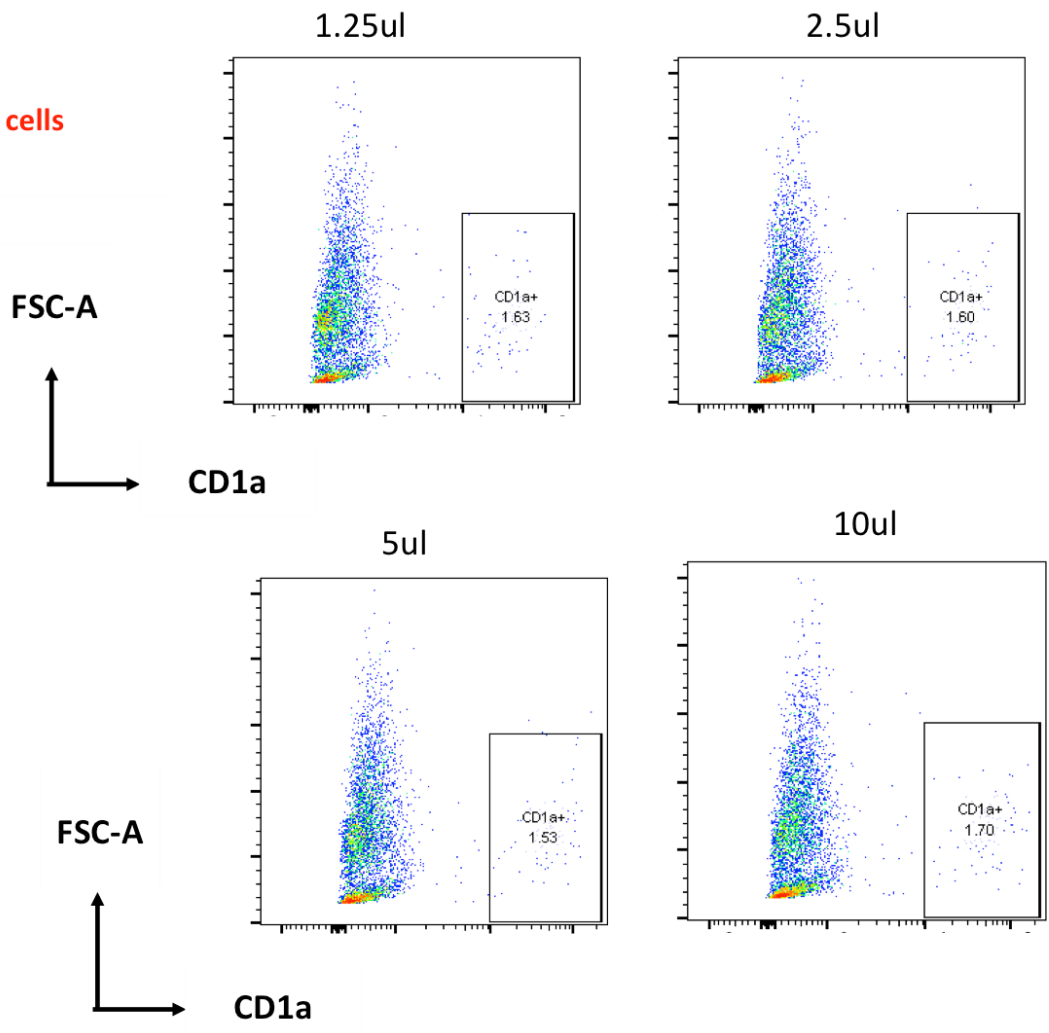 1.25ul
2.5ul
cells
FSC-A
CD1a+
1.63
CD1a+
1.60
CD1a
5ul
10ul
FSC-A
CD1a+
1.53
CD1a+
1.70
CD1a